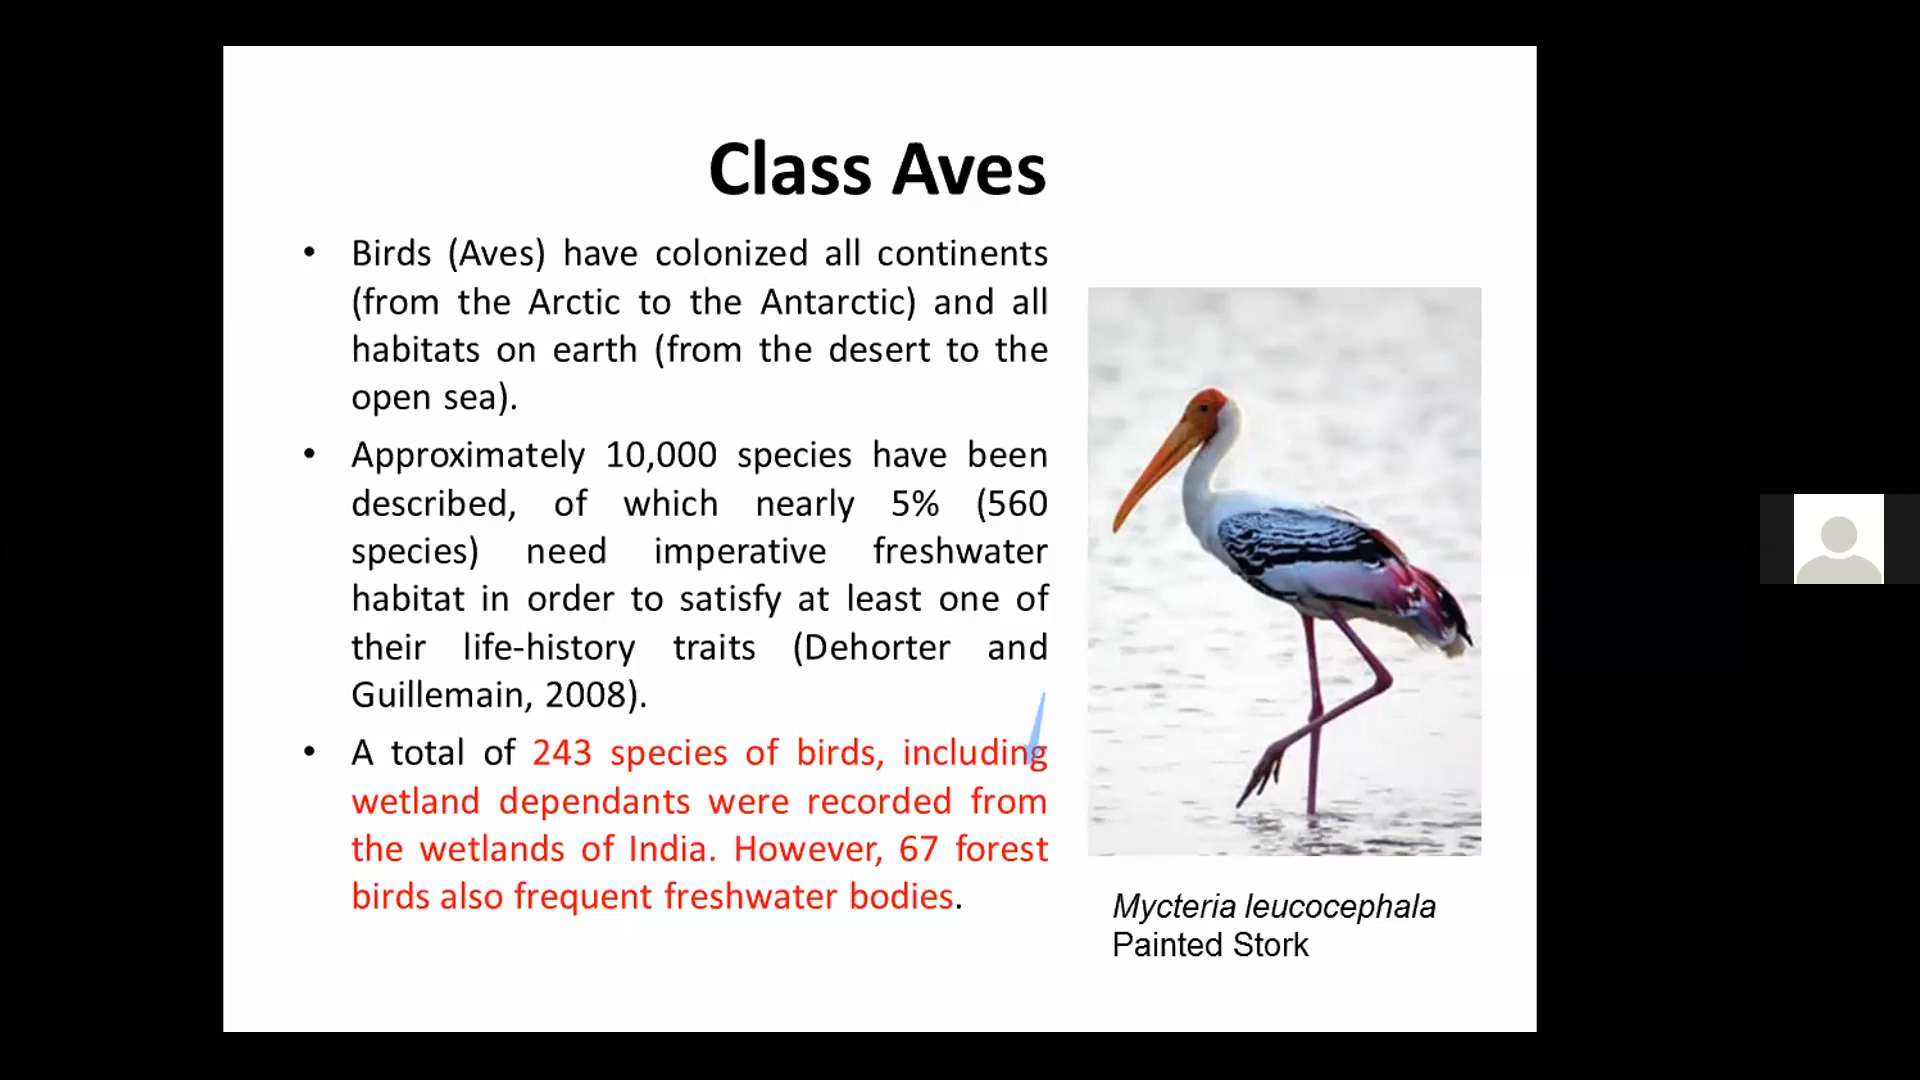 Class Aves
• Birds (Aves) have colonized all continents
(from the Arctic to the Antarctic) and all
habitats on earth (from the desert to the
open sea).
• Approximately 10,000 species have been
described, of which nearly 5% (560
species) need imperative freshwater
habitat in order to satisfy at least one of
their life-history traits (Dehorter and
Guillemain, 2008).
• A total of 243 species of birds, including
wetland dependants were recorded from
the wetlands of India. However, 67 forest
birds also frequent freshwater bodies.
Mycteria leucocephala
Painted Stork